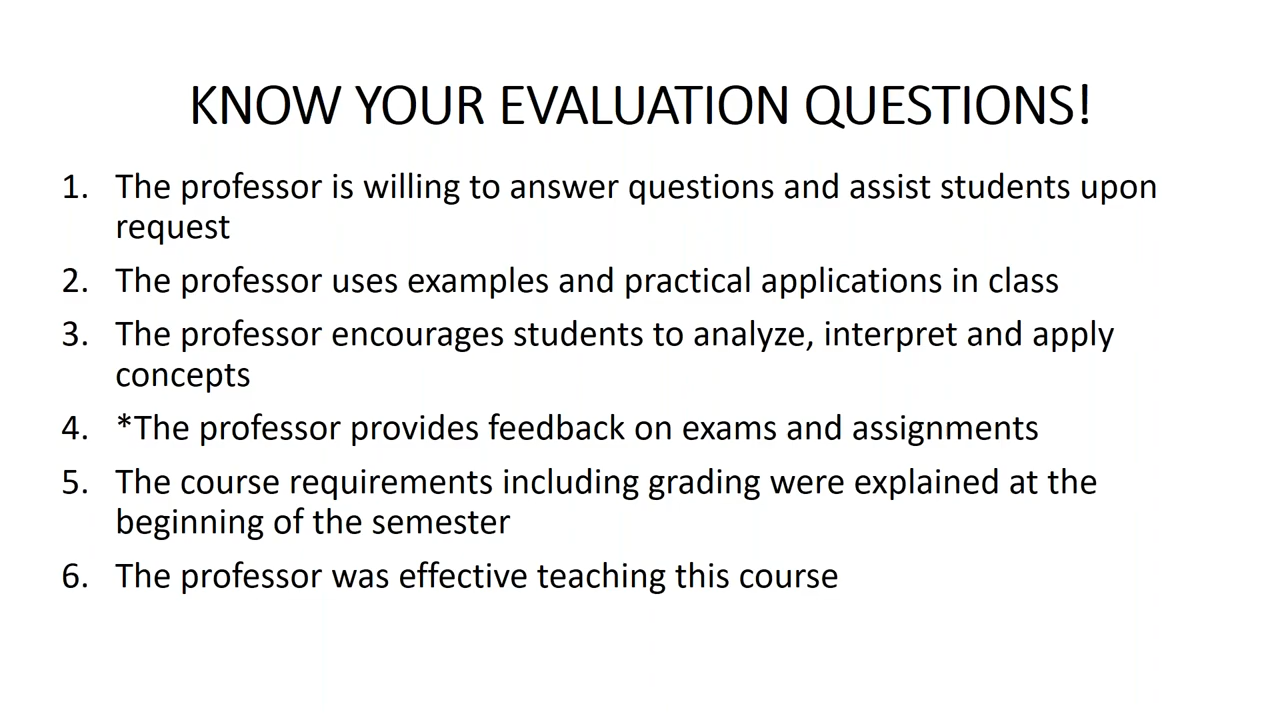 KNOW YOUR EVALUATION QUESTIONS!
1. The professor is willing to answer questions and assist students upon
request
2. The professor uses examples and practical applications in class
3. The professor encourages students to analyze, interpret and apply
concepts
4. *The professor provides feedback on exams and assignments
5. The course requirements including grading were explained at the
beginning of the semester
6. The professor was effective teaching this course